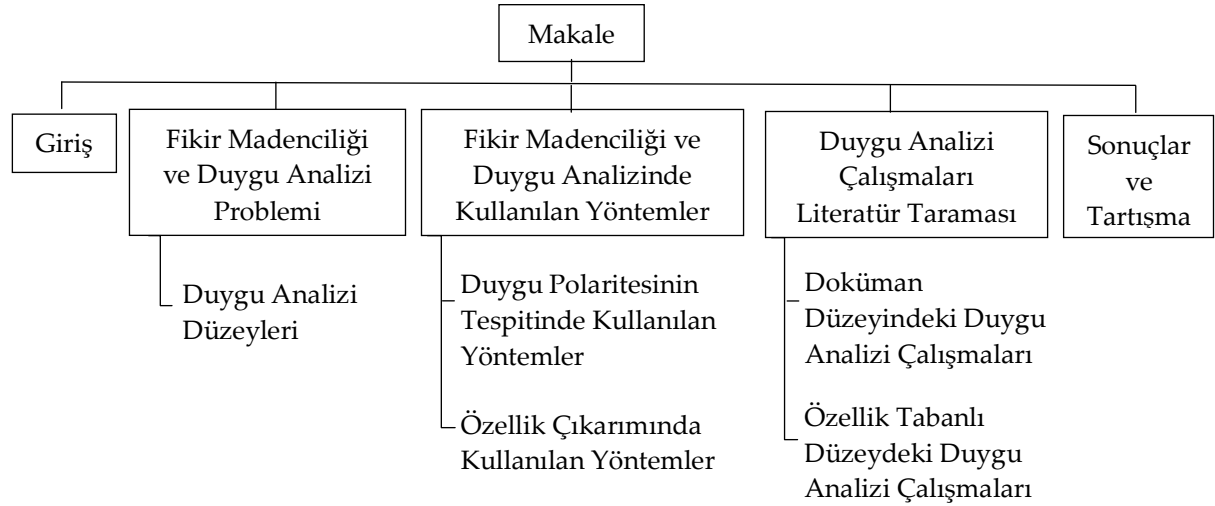 Makale
Giriş
Fikir Madenciliği
ve Duygu Analizi
Problemi
Duygu Analizi
Düzeyleri
Fikir Madenciliği ve
Duygu Analizinde
Kullanılan Yöntemler
Duygu Polaritesinin
Tespitinde Kullanılan
Yöntemler
Özellik Çıkarımında
Kullanılan Yöntemler
Duygu Analizi
Çalışmaları
Literatür Taraması
Doküman
Düzeyindeki Duygu
Analizi Çalışmaları
Özellik Tabanlı
Düzeydeki Duygu
Analizi Çalışmaları
Sonuçlar
ve
Tartışma